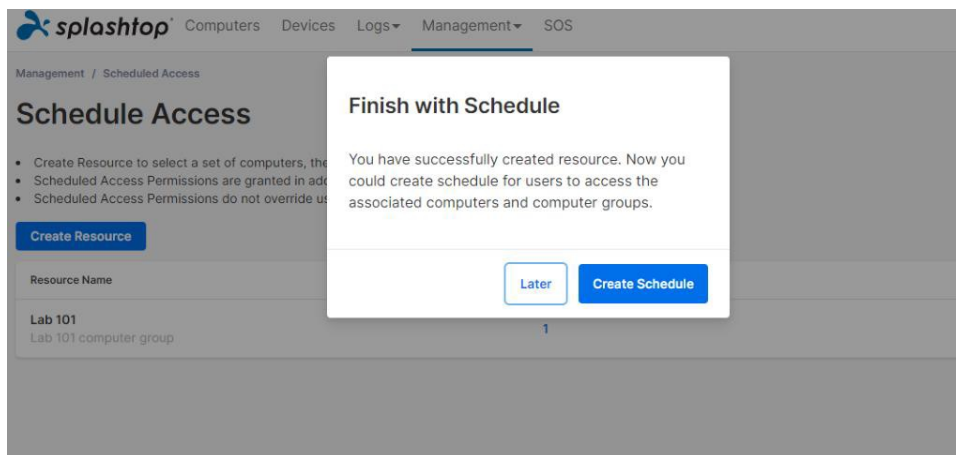 splashtop Computers Devices Logs Management SOS
Management / Scheduled Access
Schedule Access
Create Resource to select a set of computers, the
Scheduled Access Permissions are granted in
Scheduled Access Permissions do not override
Create Resource
Resource Name
Lab 101
Lab 101 computer group
1
Finish with Schedule
You have successfully created resource. Now you
could create schedule for users to access the
associated computers and computer groups.
Later Create Schedule